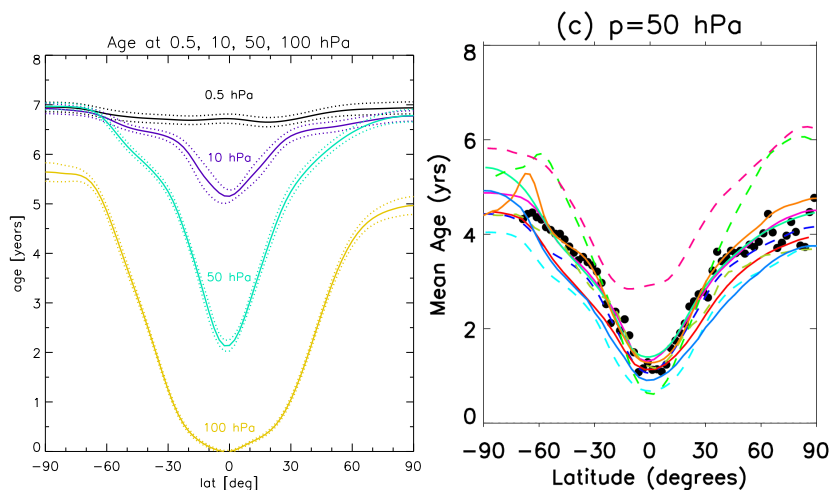 Age at 0.5, 10, 50, 100 hPa
8
7
6
5
4
3
2
1
0
age [years]
0.5 hPa
10 hPa
50 hPa
100 hPa
−90 −60 −30 0 30 60 90
lat [deg]
(c) p=50 hPa
8
6
4
2
0
Mean Age (yrs)
−90 −60 −30 0 30 60 90
Latitude (degrees)